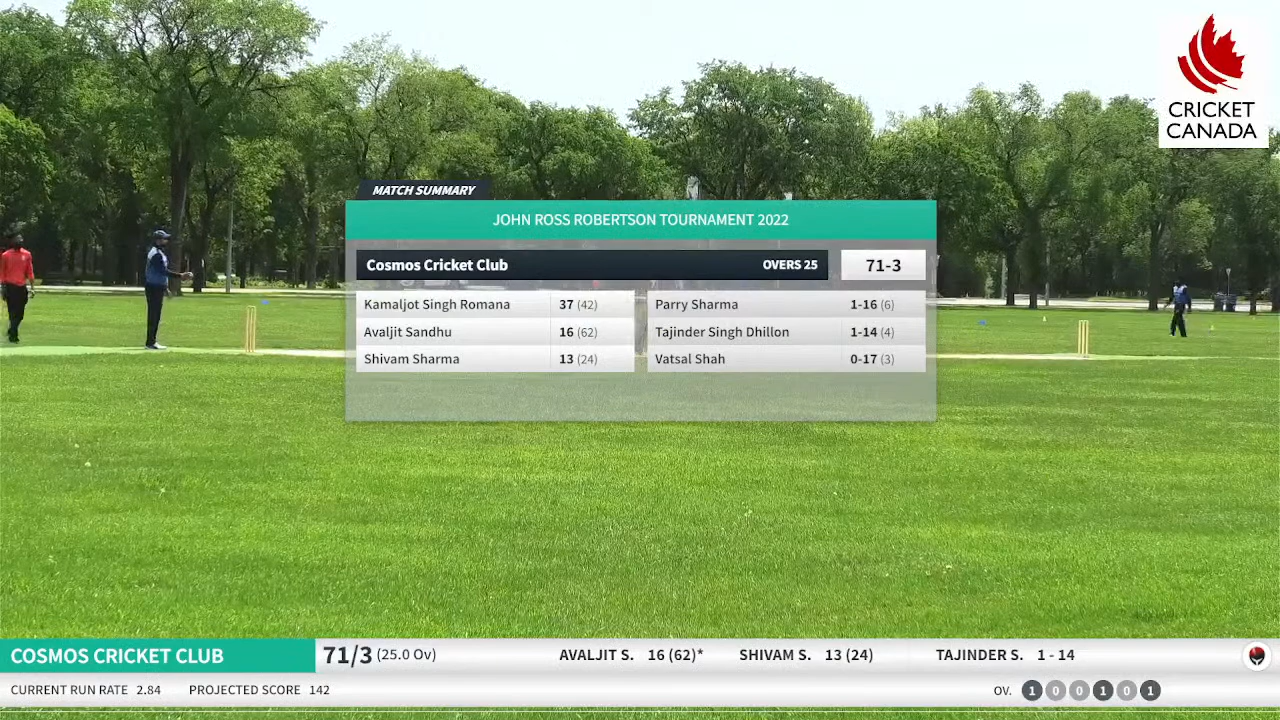 CRICKET
CANADA
MATCH SUMMARY
JOHN ROSS ROBERTSON TOURNAMENT 2022
Cosmos Cricket Club OVERS 25 71-3
Kamaljot Singh Romana 37 (42) Parry Sharma 1-16 (6)
Avaljit Sandhu 16 (62) Tajinder Singh Dhillon 1-14 (4)
Shivam Sharma 13 (24) Vatsal Shah 0-17 (3)
COSMOS CRICKET CLUB 71/3 (25.0 Ov) AVALJIT S. 16 (62)* SHIVAM S. 13 (24) TAJINDER S. 1 - 14
CURRENT RUN RATE 2.84 PROJECTED SCORE 142 OV. 1 0 0 1 0 1